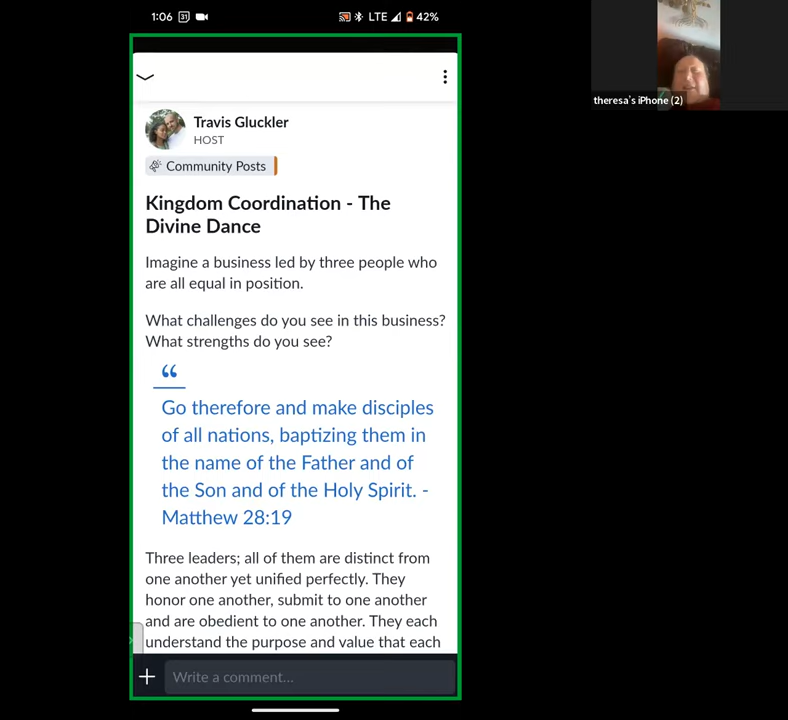 1:06 31 LTE 42%
theresa's iPhone (2)
Travis Gluckler
HOST
Community Posts
Kingdom Coordination - The
Divine Dance
Imagine a business led by three people who
are all equal in position.
What challenges do you see in this business?
What strengths do you see?
“
Go therefore and make disciples
of all nations, baptizing them in
the name of the Father and of
the Son and of the Holy Spirit. -
Matthew 28:19
Three leaders; all of them are distinct from
one another yet unified perfectly. They
honor one another, submit to one another
and are obedient to one another. They each
understand the purpose and value that each
Write a comment...